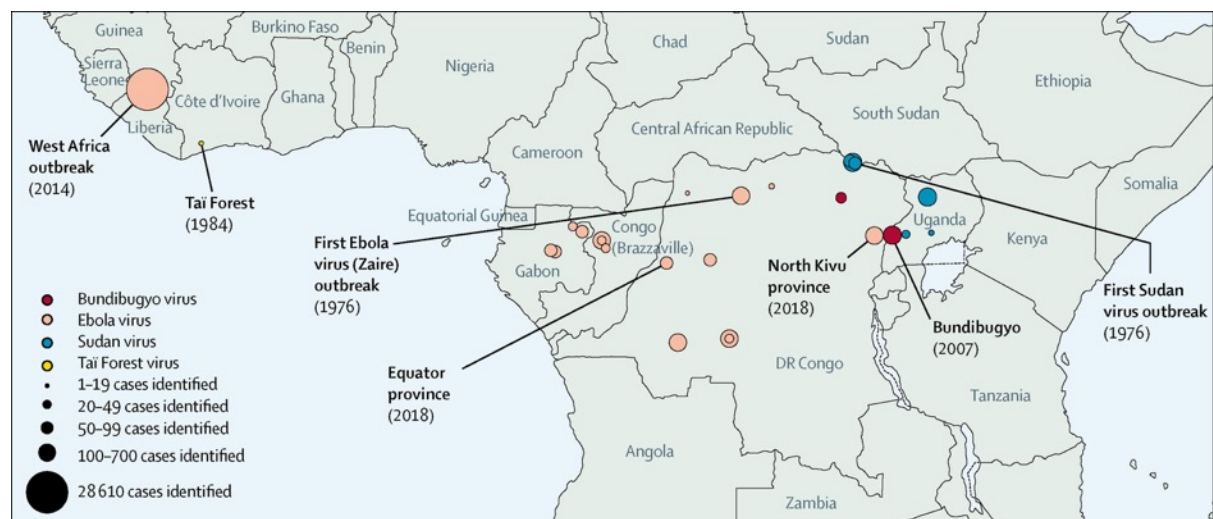 Guinea
Burkino Faso
Benin
Nigeria
Chad
Sudan
Ethiopia
Sierra
Leone
Côte d'Ivoire
Ghana
Liberia
South Sudan
Central African Republic
Cameroon
Somalia
West Africa
outbreak
(2014)
Taï Forest
(1984)
Equatorial Guinea
Congo
(Brazzaville)
Gabon
Uganda
Kenya
First Ebola
virus (Zaire)
outbreak
(1976)
North Kivu
province
(2018)
First Sudan
virus outbreak
(1976)
Bundibugyo
(2007)
Equator
province
(2018)
DR Congo
Tanzania
Angola
Zambia
Bundibugyo virus
Ebola virus
Sudan virus
Taï Forest virus
1–19 cases identified
20–49 cases identified
50–99 cases identified
100–700 cases identified
28 610 cases identified